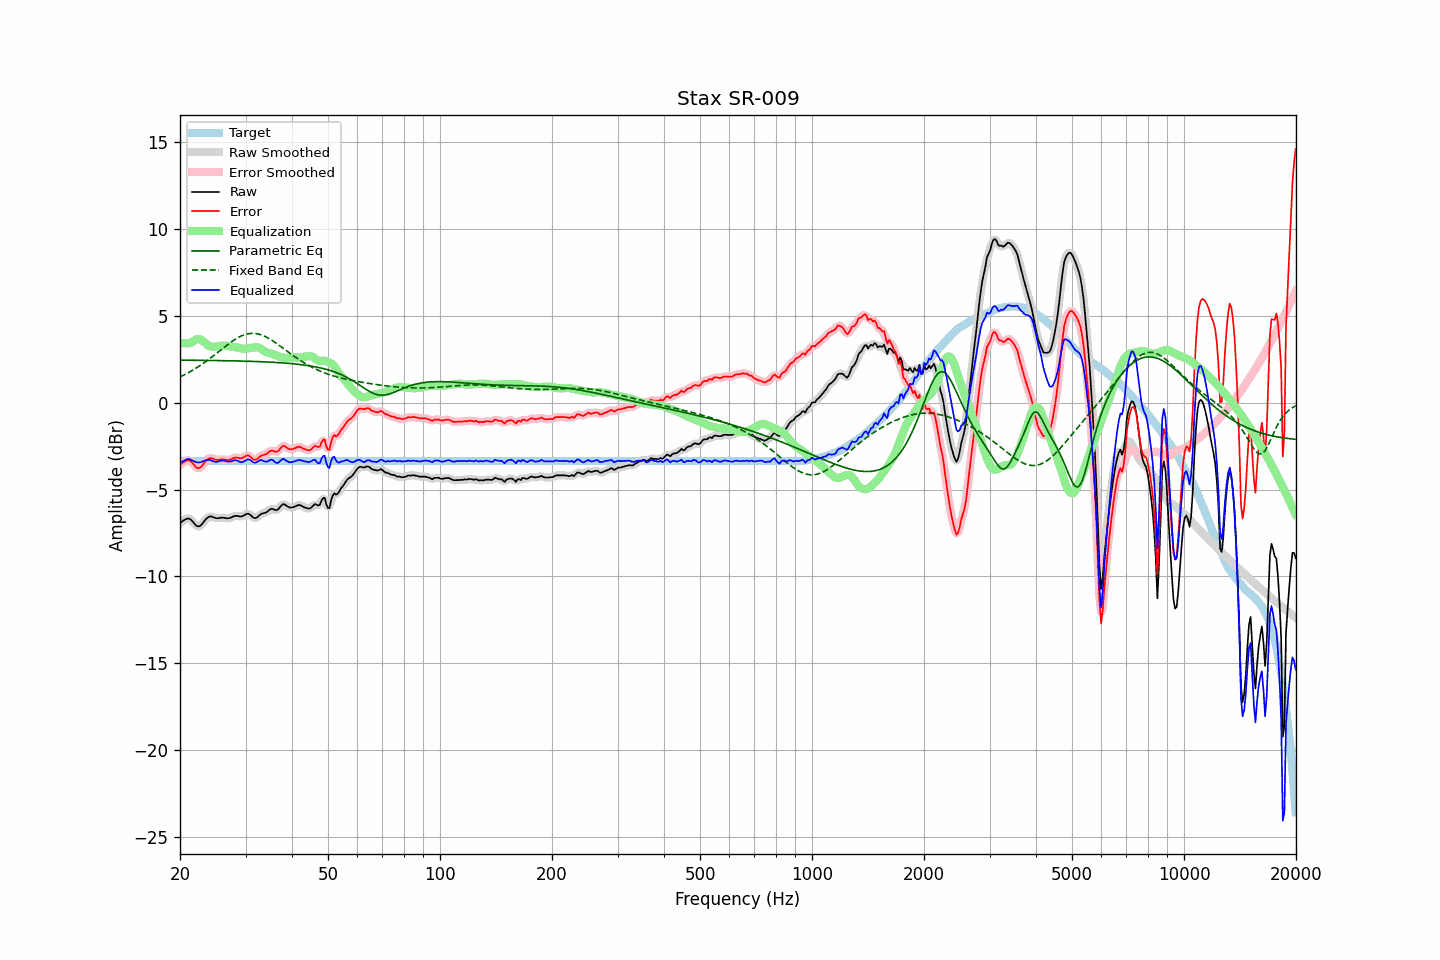 Stax SR-009
Target
Raw Smoothed
Error Smoothed
Raw
Error
Equalization
Parametric Eq
Fixed Band Eq
Equalized
Amplitude (dBr)
15
10
5
0
−5
−10
−15
−20
−25
20
50
100
200
500
1000
2000
5000
10000
20000
Frequency (Hz)